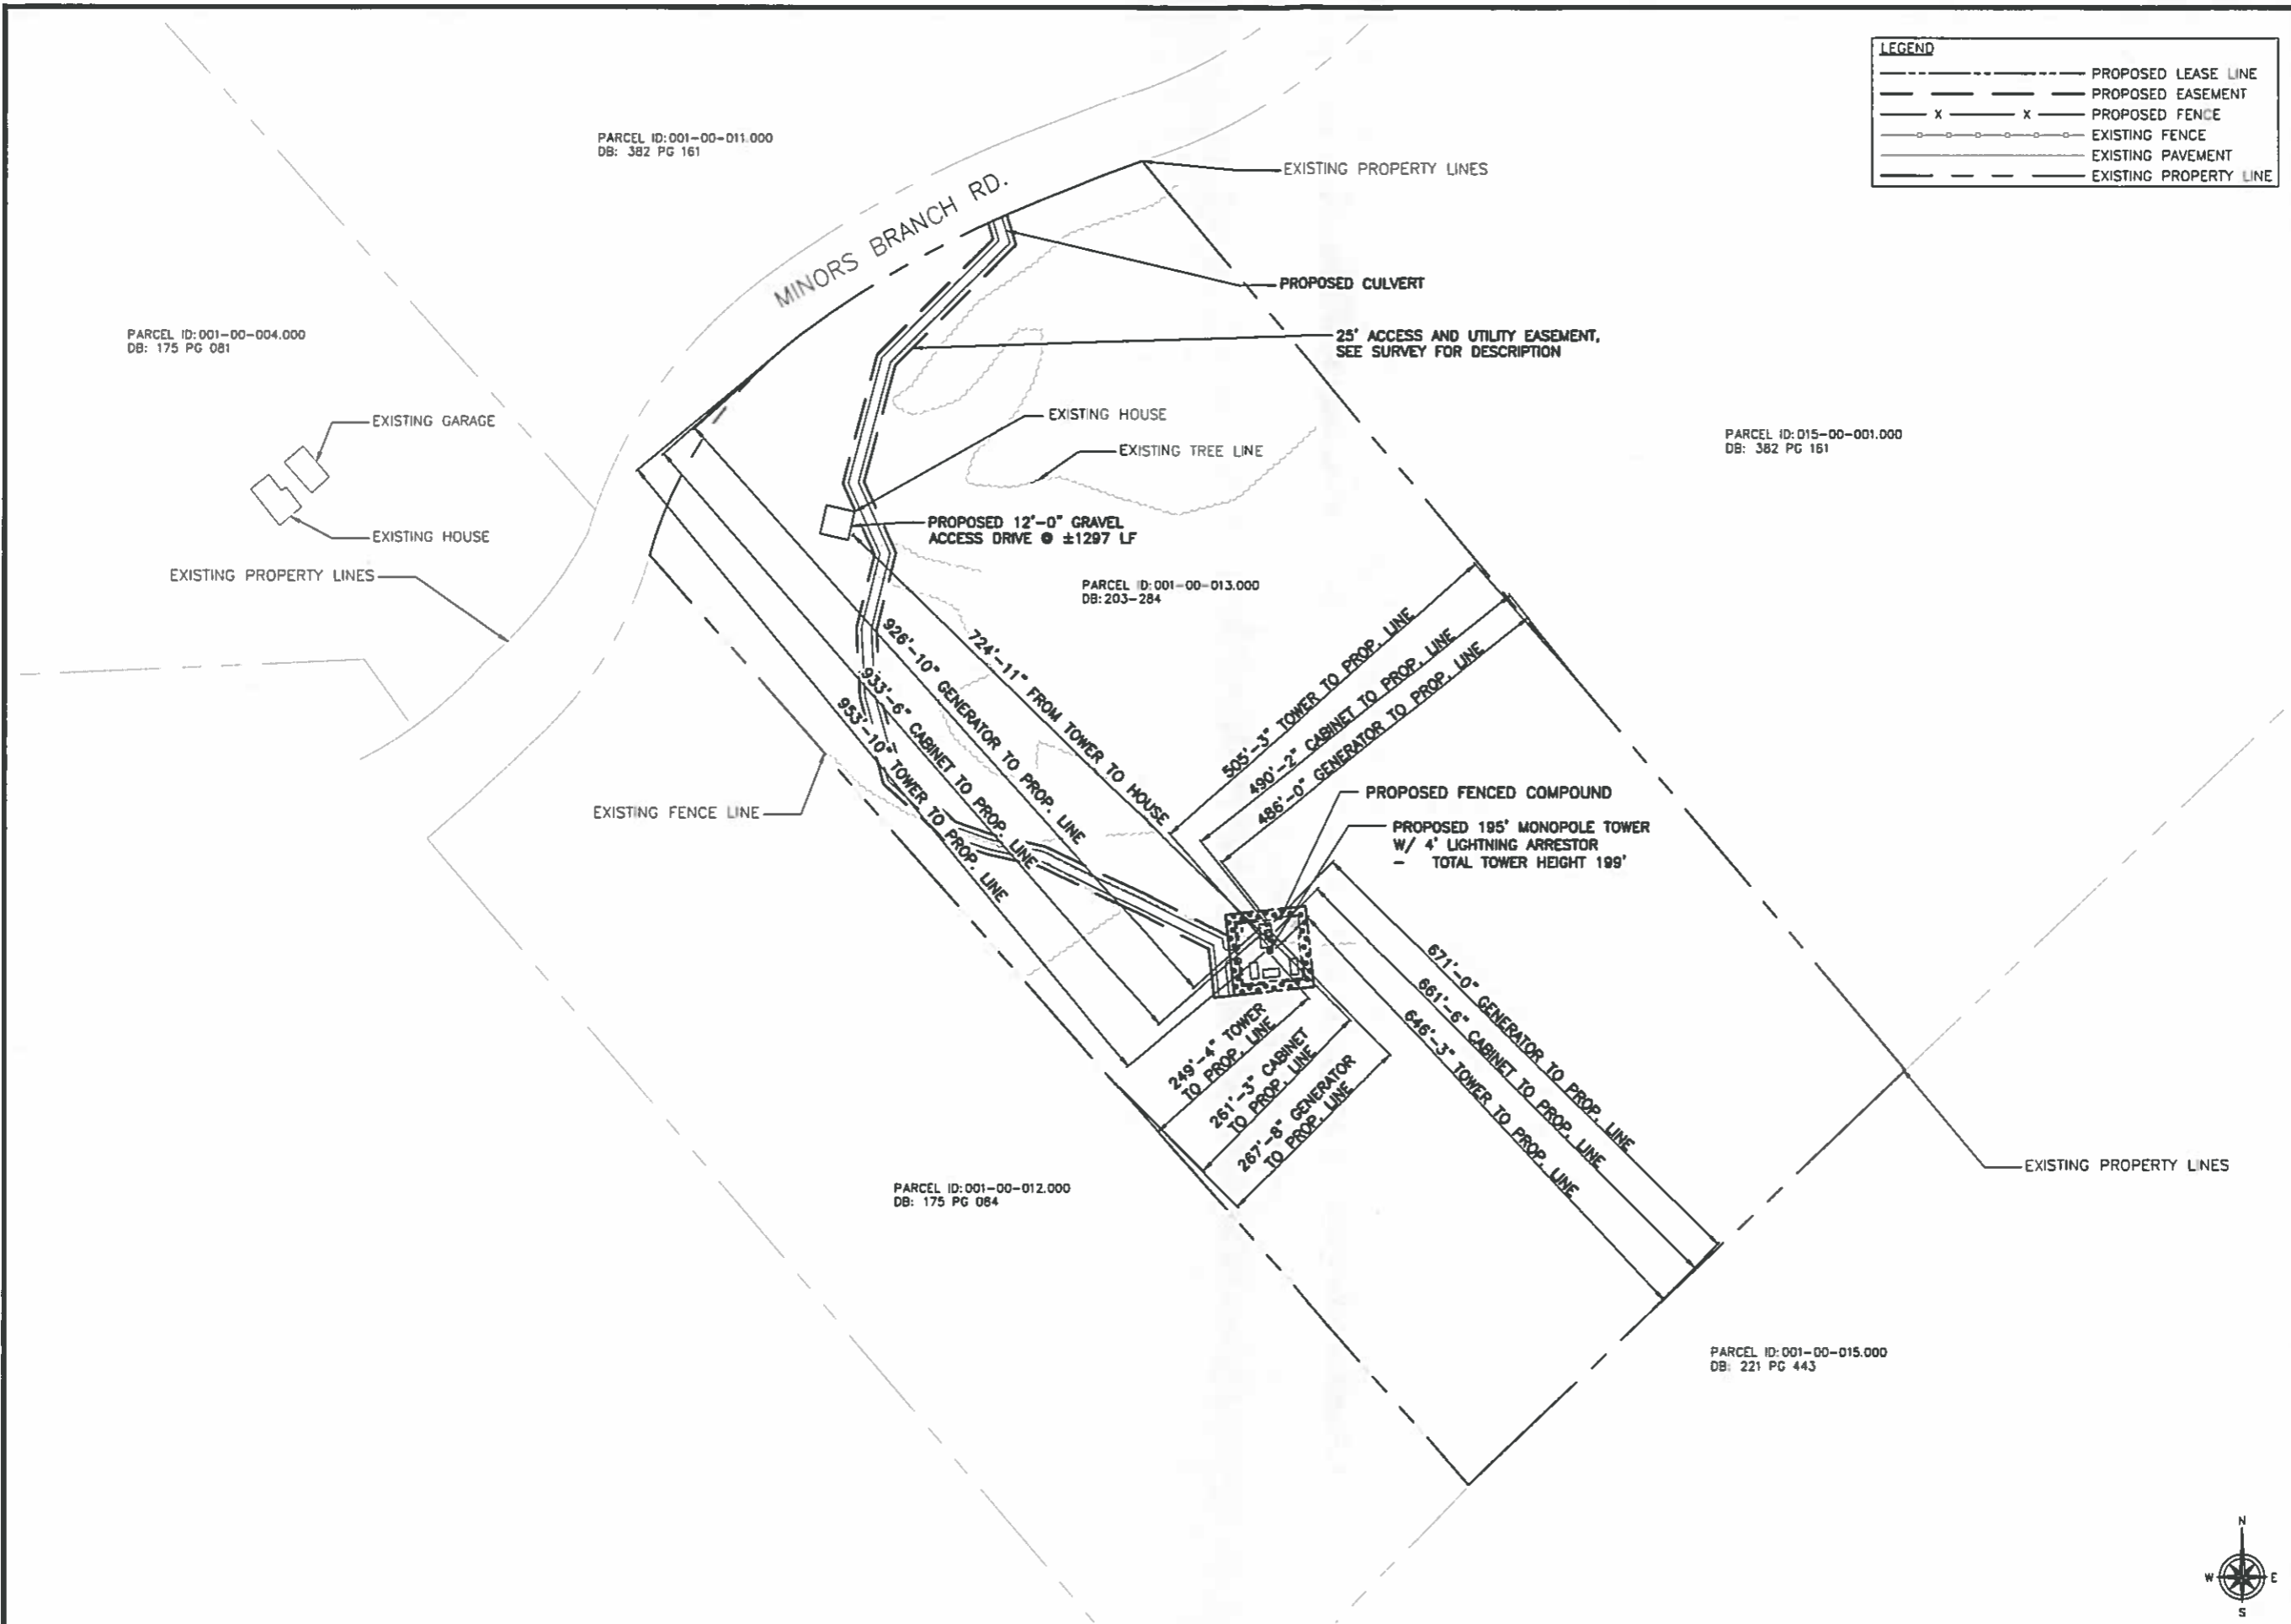 LEGEND
PROPOSED LEASE LINE
PROPOSED EASEMENT
X X PROPOSED FENCE
EXISTING FENCE
EXISTING PAVEMENT
EXISTING PROPERTY LINE
PARCEL ID:001-00-011.000
DB: 382 PG 161
EXISTING PROPERTY LINES
MINORS BRANCH RD.
PROPOSED CULVERT
25' ACCESS AND UTILITY EASEMENT,
SEE SURVEY FOR DESCRIPTION
PARCEL ID:001-00-004.000
DB: 175 PG 081
EXISTING GARAGE
EXISTING HOUSE
EXISTING HOUSE
EXISTING TREE LINE
PARCEL ID:015-00-001.000
DB: 382 PG 161
PROPOSED 12'-0" GRAVEL
ACCESS DRIVE @ ±1297 LF
EXISTING PROPERTY LINES
PARCEL ID:001-00-013.000
DB:203-284
926'-10" GENERATOR TO PROP. LINE
933'-6" CABINET TO PROP. LINE
953'-10" TOWER TO PROP. LINE
724'-11" FROM TOWER TO HOUSE
505'-3" TOWER TO PROP. LINE
490'-2" CABINET TO PROP. LINE
486'-0" GENERATOR TO PROP. LINE
EXISTING FENCE LINE
PROPOSED FENCED COMPOUND
PROPOSED 195' MONOPOLE TOWER
W/ 4' LIGHTNING ARRESTOR
- TOTAL TOWER HEIGHT 199'
249'-4" TOWER
TO PROP. LINE
261'-3" CABINET
TO PROP. LINE
267'-8" GENERATOR
TO PROP. LINE
671'-0" GENERATOR TO PROP. LINE
661'-6" CABINET TO PROP. LINE
646'-3" TOWER TO PROP. LINE
EXISTING PROPERTY LINES
PARCEL ID:001-00-012.000
DB: 175 PG 084
PARCEL ID:001-00-015.000
DB: 221 PG 443
N
W E
S